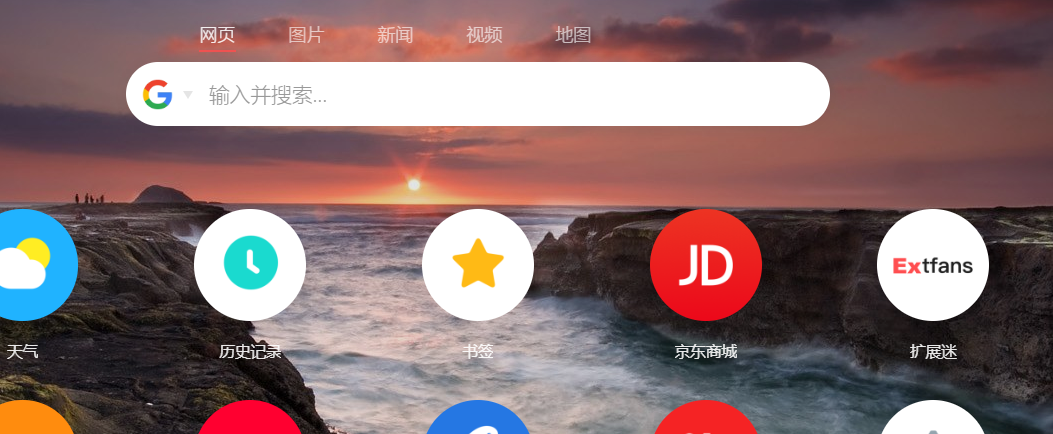 网页 图片 新闻 视频 地图
输入并搜索...
JD
Extfans
天气 历史记录 书签 京东商城 扩展迷